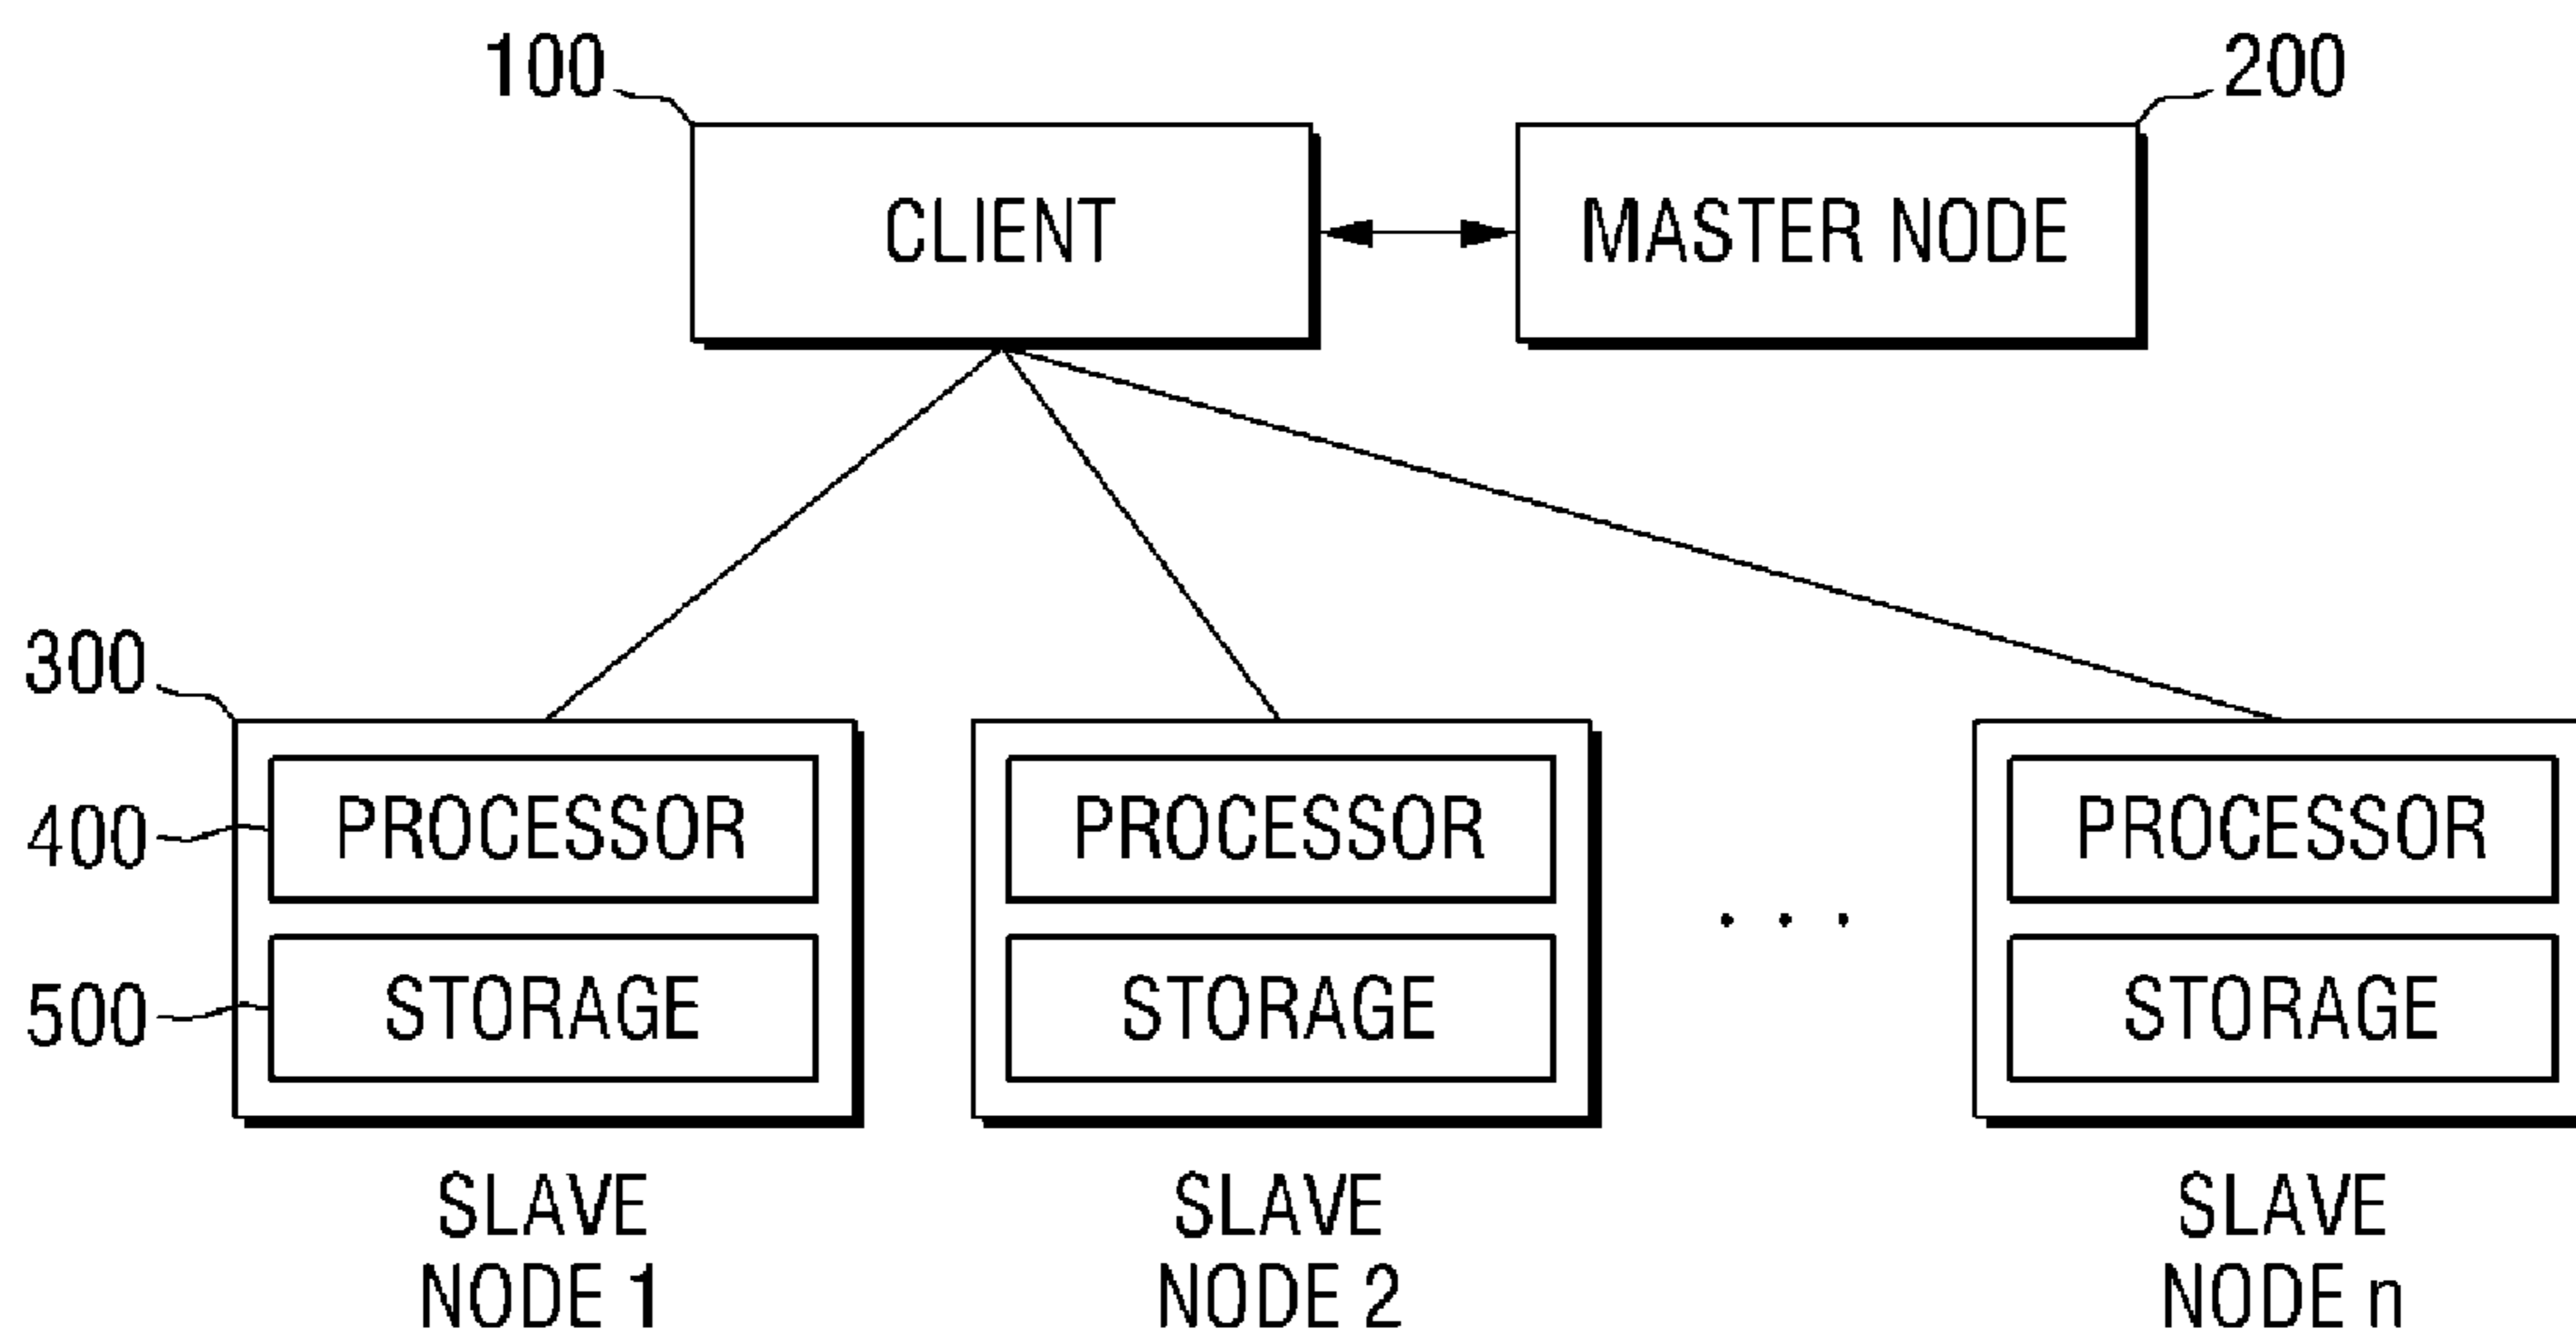 100
200
CLIENT
MASTER NODE
300
PROCESSOR
PROCESSOR
PROCESSOR
400
. . .
STORAGE
STORAGE
STORAGE
500
SLAVE
NODE 1
SLAVE
NODE 2
SLAVE
NODE n